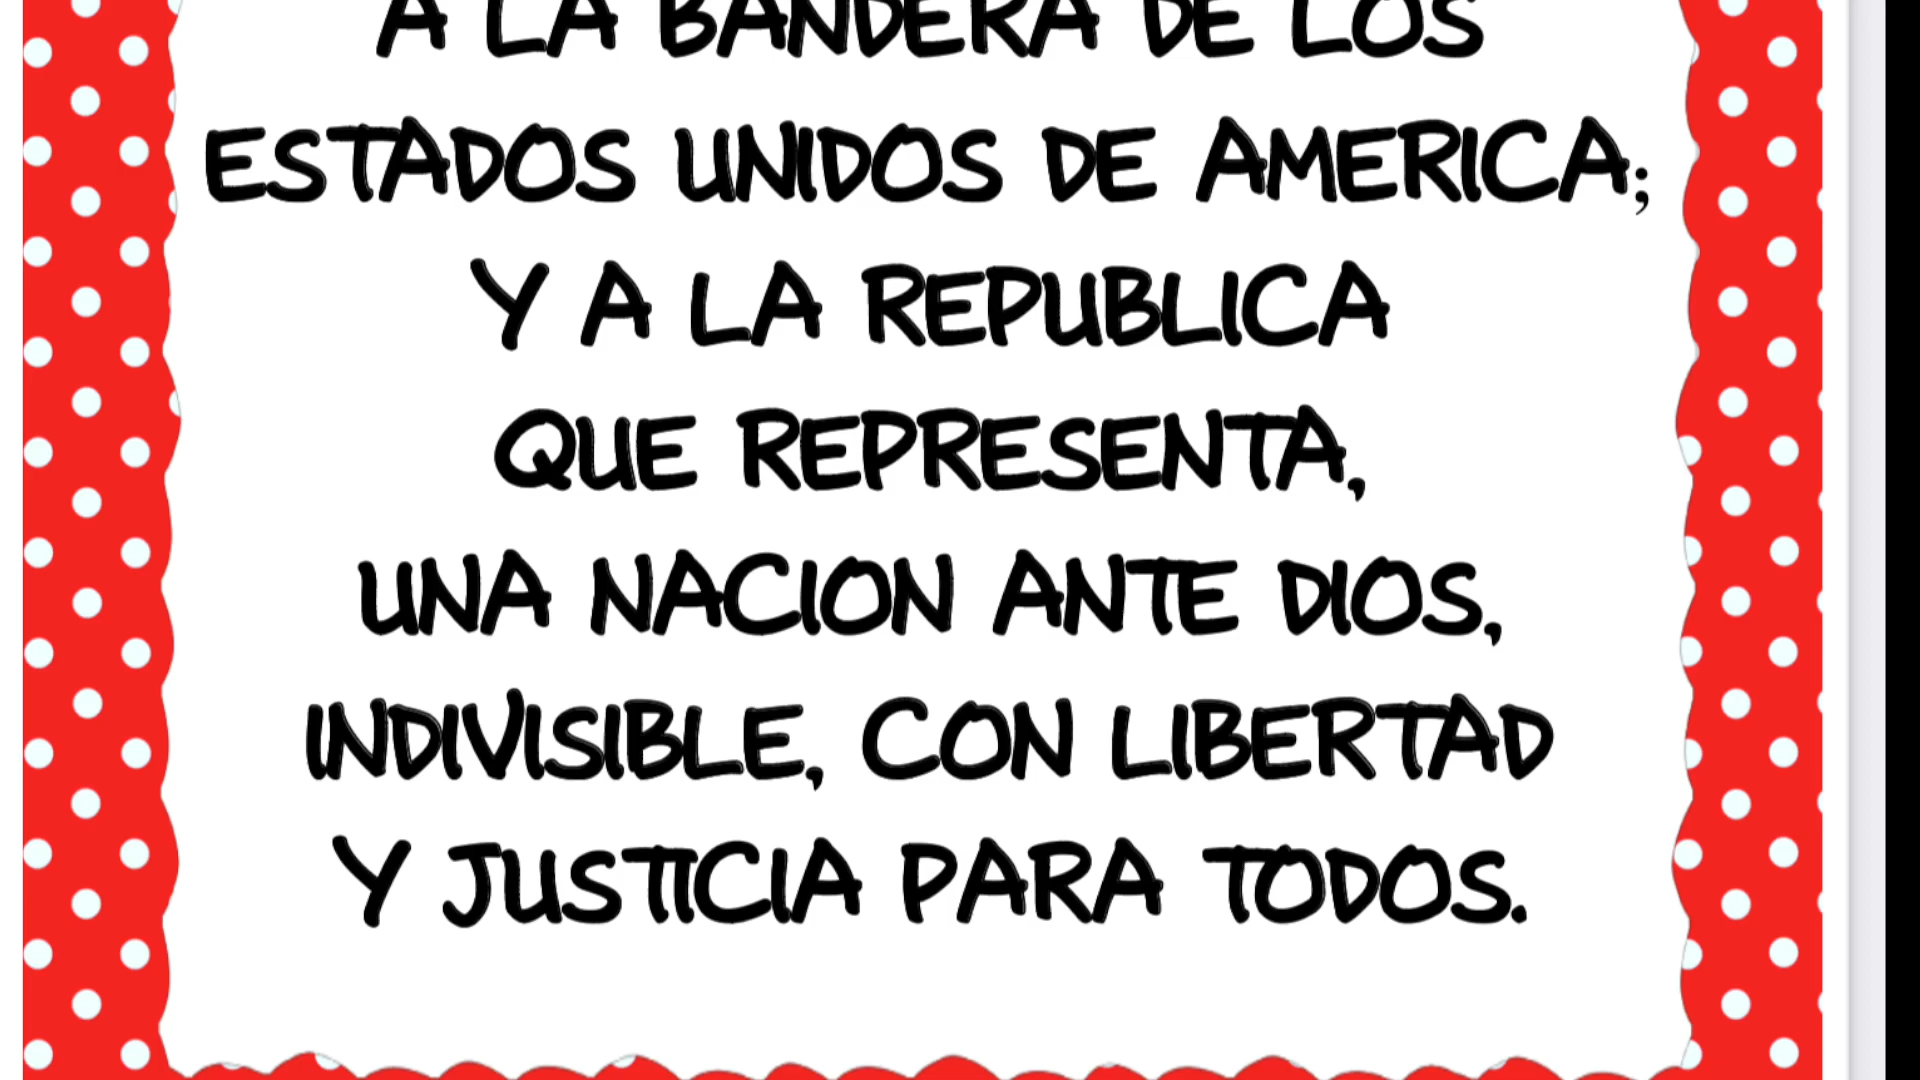 A LA BANDERA DE LOS
ESTADOS UNIDOS DE AMERICA;
Y A LA REPUBLICA
QUE REPRESENTA,
UNA NACION ANTE DIOS,
INDIVISIBLE, CON LIBERTAD
Y JUSTICIA PARA TODOS.